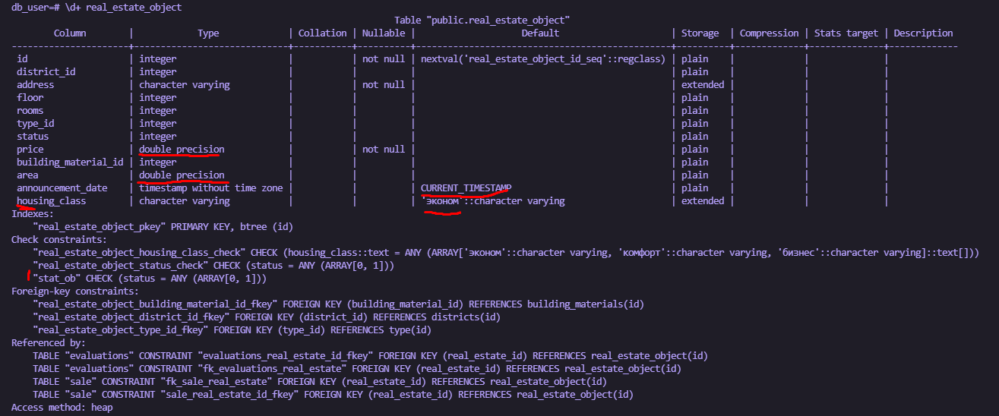 db_user=# \d+ real_estate_object
Table "public.real_estate_object"
Column | Type | Collation | Nullable | Default | Storage | Compression | Stats target | Description
--------------------+-----------------------------+-----------+----------+------------------------------------------------+----------+-------------+--------------+-------------
id | integer | | not null | nextval('real_estate_object_id_seq'::regclass) | plain | | |
district_id | integer | | | | plain | | |
address | character varying | | not null | | extended | | |
floor | integer | | | | plain | | |
rooms | integer | | | | plain | | |
type_id | integer | | | | plain | | |
status | integer | | | | plain | | |
price | double precision | | not null | | plain | | |
building_material_id | integer | | | | plain | | |
area | double precision | | | | plain | | |
announcement_date | timestamp without time zone | | | CURRENT_TIMESTAMP | plain | | |
housing_class | character varying | | | 'эконом'::character varying | extended | | |
Indexes:
"real_estate_object_pkey" PRIMARY KEY, btree (id)
Check constraints:
"real_estate_object_housing_class_check" CHECK (housing_class::text = ANY (ARRAY['эконом'::character varying, 'комфорт'::character varying, 'бизнес'::character varying]::text[]))
"real_estate_object_status_check" CHECK (status = ANY (ARRAY[0, 1]))
"stat_ob" CHECK (status = ANY (ARRAY[0, 1]))
Foreign-key constraints:
"real_estate_object_building_material_id_fkey" FOREIGN KEY (building_material_id) REFERENCES building_materials(id)
"real_estate_object_district_id_fkey" FOREIGN KEY (district_id) REFERENCES districts(id)
"real_estate_object_type_id_fkey" FOREIGN KEY (type_id) REFERENCES type(id)
Referenced by:
TABLE "evaluations" CONSTRAINT "evaluations_real_estate_id_fkey" FOREIGN KEY (real_estate_id) REFERENCES real_estate_object(id)
TABLE "evaluations" CONSTRAINT "fk_evaluations_real_estate" FOREIGN KEY (real_estate_id) REFERENCES real_estate_object(id)
TABLE "sale" CONSTRAINT "fk_sale_real_estate" FOREIGN KEY (real_estate_id) REFERENCES real_estate_object(id)
TABLE "sale" CONSTRAINT "sale_real_estate_id_fkey" FOREIGN KEY (real_estate_id) REFERENCES real_estate_object(id)
Access method: heap